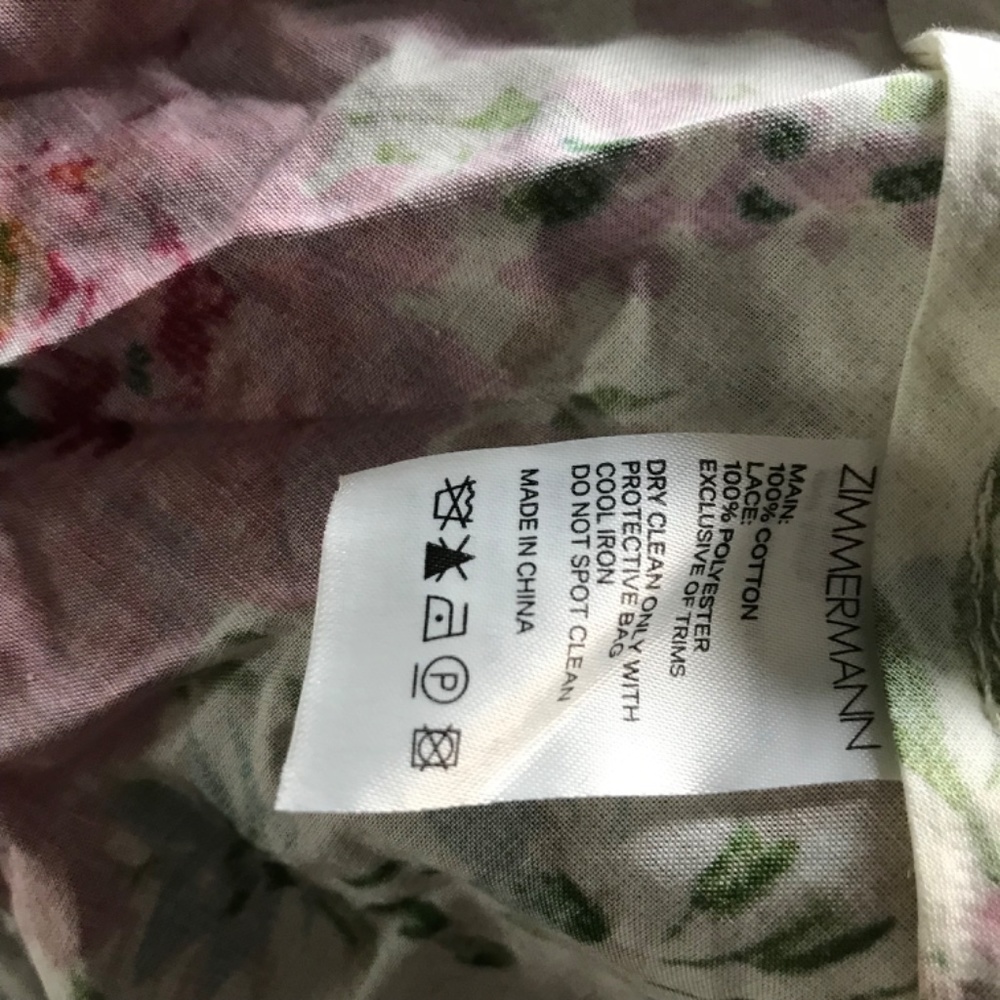 ZIMMERMANN
MAIN:
100% COTTON
LACE:
100% POLYESTER
EXCLUSIVE OF TRIMS
DRY CLEAN ONLY WITH
PROTECTIVE BAG
COOL IRON
DO NOT SPOT CLEAN
MADE IN CHINA
P